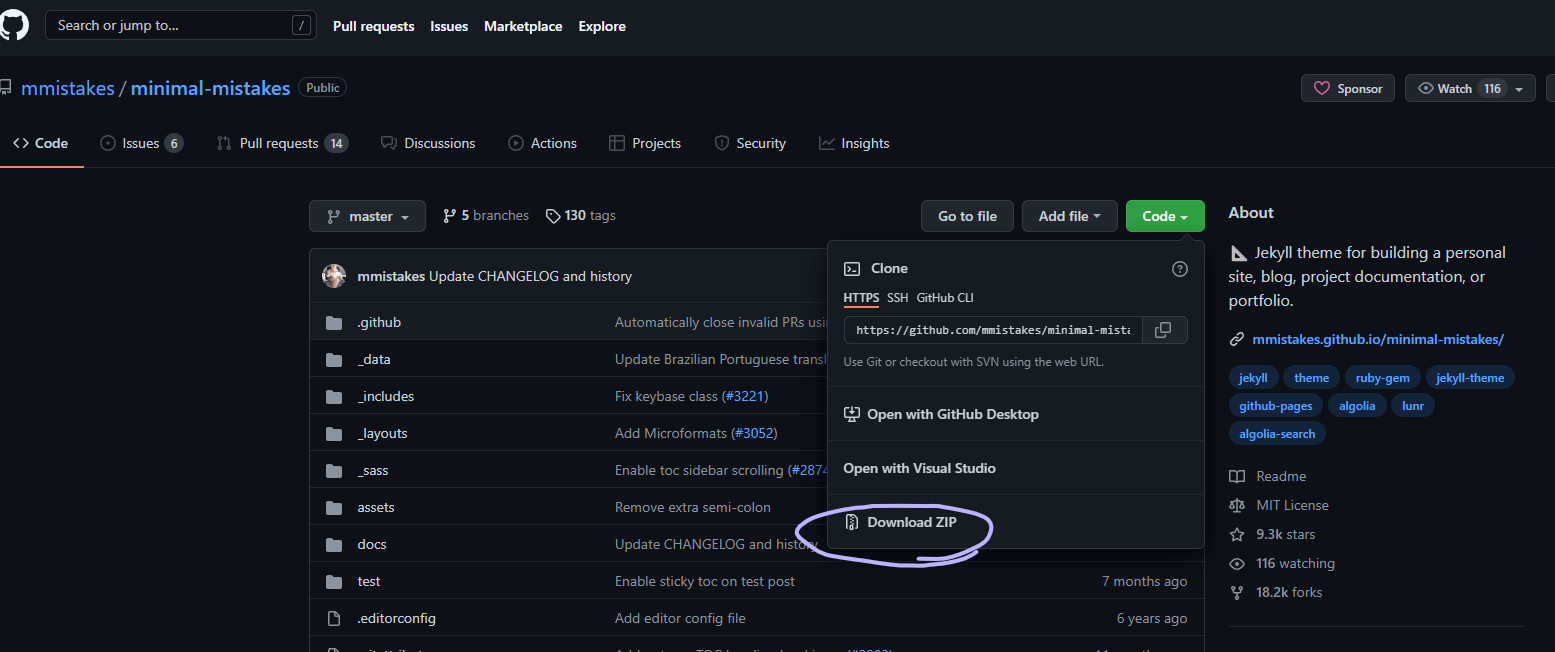 Search or jump to... /
Pull requests
Issues
Marketplace
Explore
mmistakes / minimal-mistakes Public
Sponsor
Watch 116
Code
Issues 6
Pull requests 14
Discussions
Actions
Projects
Security
Insights
master
5 branches
130 tags
Go to file
Add file
Code
mmistakes Update CHANGELOG and history
.github Automatically close invalid PRs
_data Update Brazilian Portuguese
_includes Fix keybase class (#3221)
_layouts Add Microformats (#3052)
_sass Enable toc sidebar scrolling (#2874
assets Remove extra semi-colon
docs Update CHANGELOG and history
test Enable sticky toc on test post 7 months ago
.editorconfig Add editor config file 6 years ago
Clone
HTTPS SSH GitHub CLI
https://github.com/mmistakes/minimal-mista
Use Git or checkout with SVN using the web URL.
Open with GitHub Desktop
Open with Visual Studio
Download ZIP
About
Jekyll theme for building a personal
site, blog, project documentation, or
portfolio.
mmistakes.github.io/minimal-mistakes/
jekyll theme ruby-gem jekyll-theme
github-pages algolia lunr
algolia-search
Readme
MIT License
9.3k stars
116 watching
18.2k forks